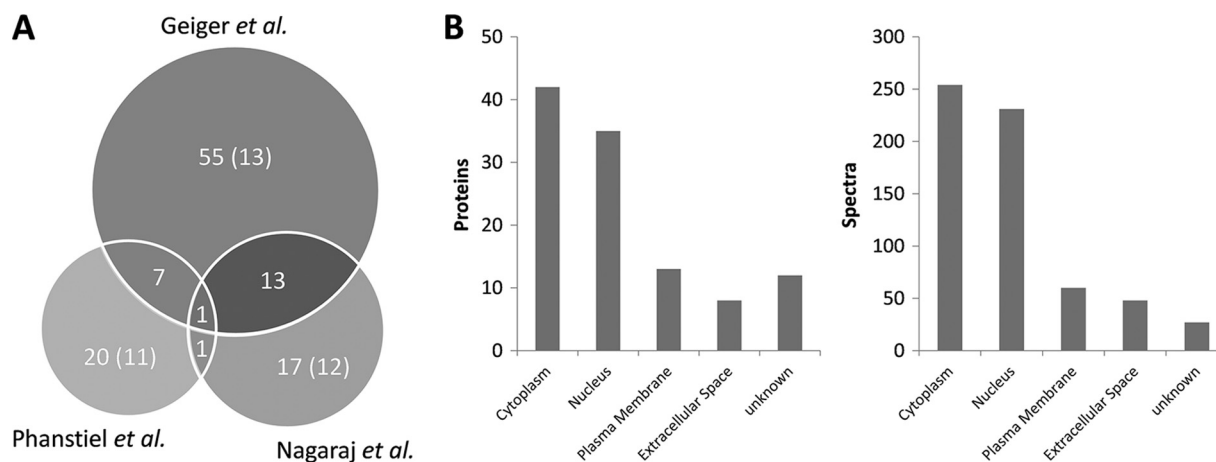 A
Geiger et al.
55 (13)
7
13
1
1
20 (11)
17 (12)
Phanstiel et al.
Nagaraj et al.
B
Proteins
50
40
30
20
10
0
Cytoplasm
Nucleus
Plasma Membrane
Extracellular Space
unknown
Spectra
300
250
200
150
100
50
0
Cytoplasm
Nucleus
Plasma Membrane
Extracellular Space
unknown